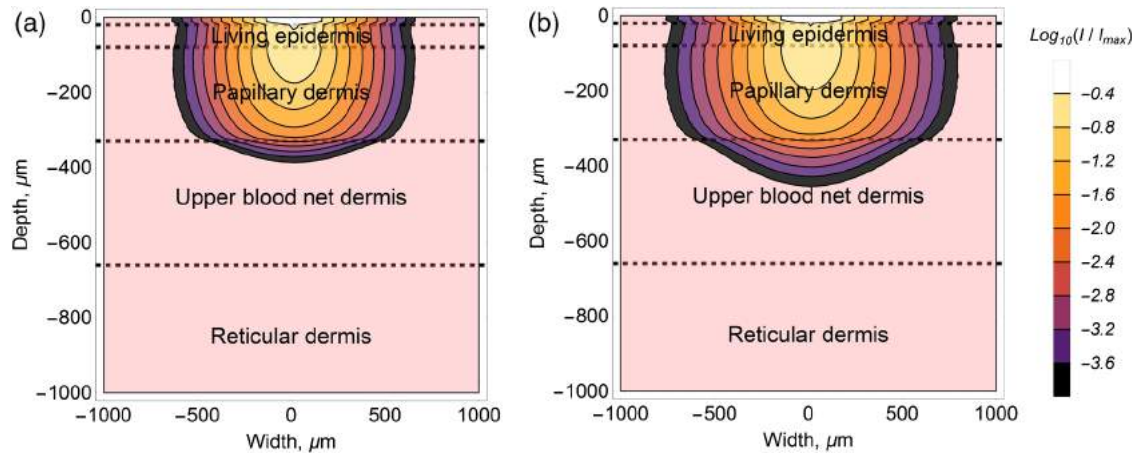 (a)
0
−200
−400
−600
−800
−1000
Depth, μm
Living epidermis
Papillary dermis
Upper blood net dermis
Reticular dermis
−1000
−500
0
500
1000
Width, μm
(b)
0
−200
−400
−600
−800
−1000
Depth, μm
Living epidermis
Papillary dermis
Upper blood net dermis
Reticular dermis
−1000
−500
0
500
1000
Width, μm
Log10(I / Imax)
−0.4
−0.8
−1.2
−1.6
−2.0
−2.4
−2.8
−3.2
−3.6